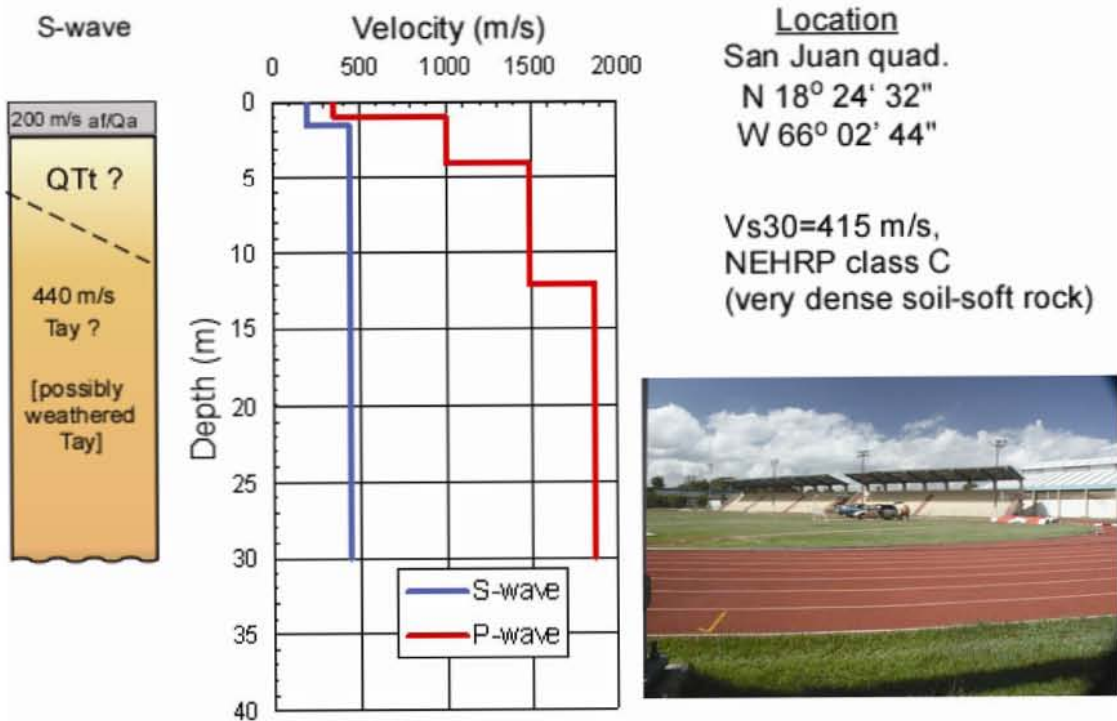 S-wave
200 m/s af/Qa
QTt ?
440 m/s
Tay ?
[possibly
weathered
Tay]
Velocity (m/s)
0 500 1000 1500 2000
Depth (m)
0
5
10
15
20
25
30
35
40
S-wave
P-wave
Location
San Juan quad.
N 18° 24' 32"
W 66° 02' 44"
Vs30=415 m/s,
NEHRP class C
(very dense soil-soft rock)